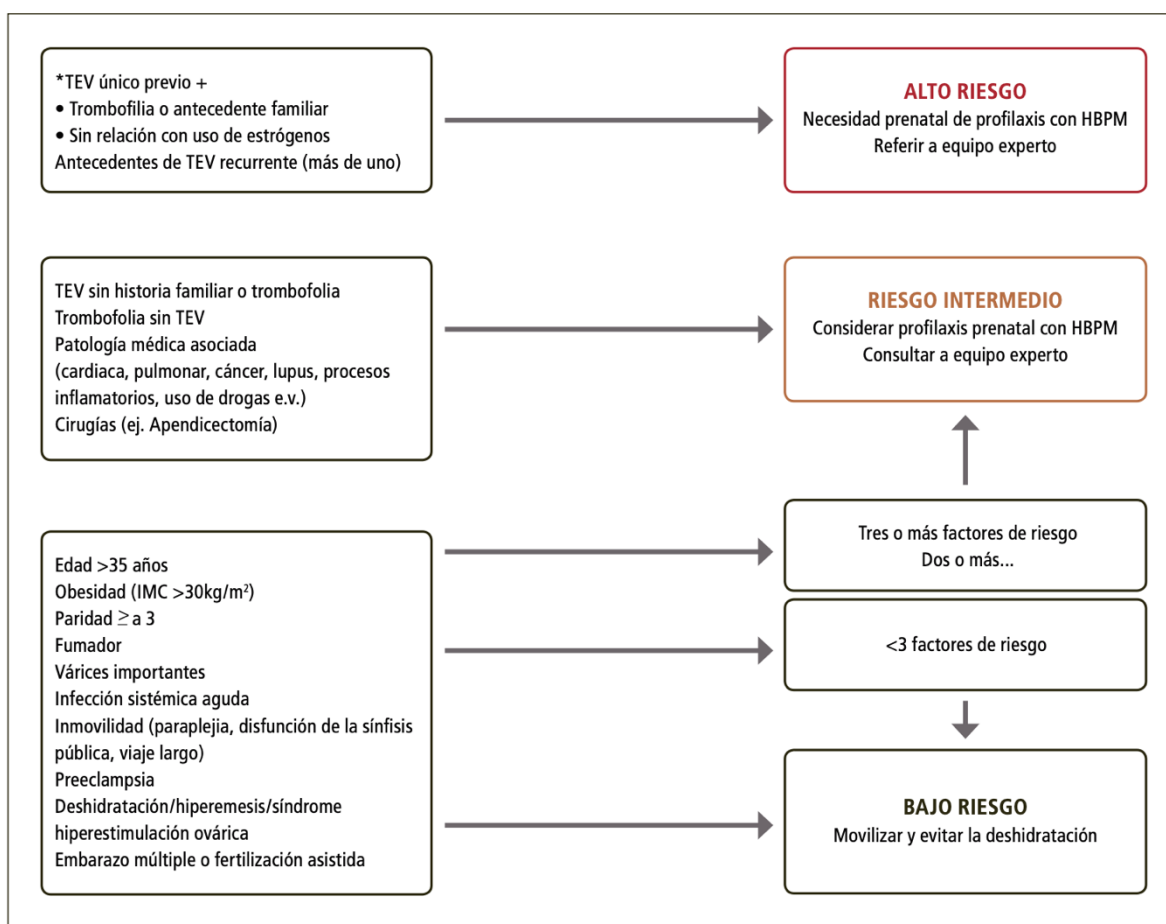 *TEV único previo +
• Trombofilia o antecedente familiar
• Sin relación con uso de estrógenos
Antecedentes de TEV recurrente (más de uno)
ALTO RIESGO
Necesidad prenatal de profilaxis con HBPM
Referir a equipo experto
TEV sin historia familiar o trombofolia
Trombofolia sin TEV
Patología médica asociada
(cardiaca, pulmonar, cáncer, lupus, procesos
inflamatorios, uso de drogas e.v.)
Cirugías (ej. Apendicectomía)
RIESGO INTERMEDIO
Considerar profilaxis prenatal con HBPM
Consultar a equipo experto
Edad >35 años
Obesidad (IMC >30kg/m²)
Paridad ≥ a 3
Fumador
Várices importantes
Infección sistémica aguda
Inmovilidad (paraplejia, disfunción de la sínfisis
pública, viaje largo)
Preeclampsia
Deshidratación/hiperemesis/síndrome
hiperestimulación ovárica
Embarazo múltiple o fertilización asistida
Tres o más factores de riesgo
Dos o más...
<3 factores de riesgo
BAJO RIESGO
Movilizar y evitar la deshidratación